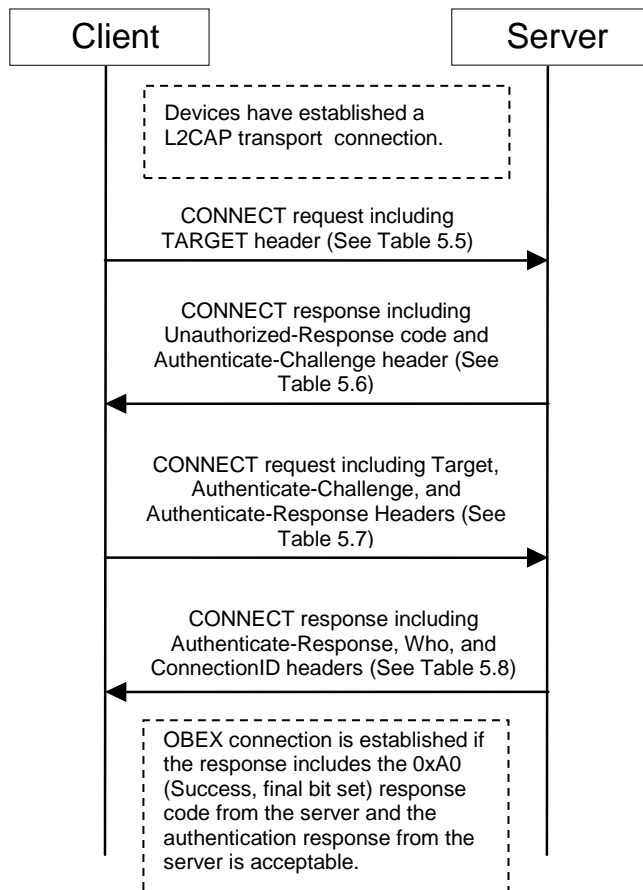 Client
Server
Devices have established a
L2CAP transport connection.
CONNECT request including
TARGET header (See Table 5.5)
CONNECT response including
Unauthorized-Response code and
Authenticate-Challenge header (See
Table 5.6)
CONNECT request including Target,
Authenticate-Challenge, and
Authenticate-Response Headers (See
Table 5.7)
CONNECT response including
Authenticate-Response, Who, and
ConnectionID headers (See Table 5.8)
OBEX connection is established if
the response includes the 0xA0
(Success, final bit set) response
code from the server and the
authentication response from the
server is acceptable.